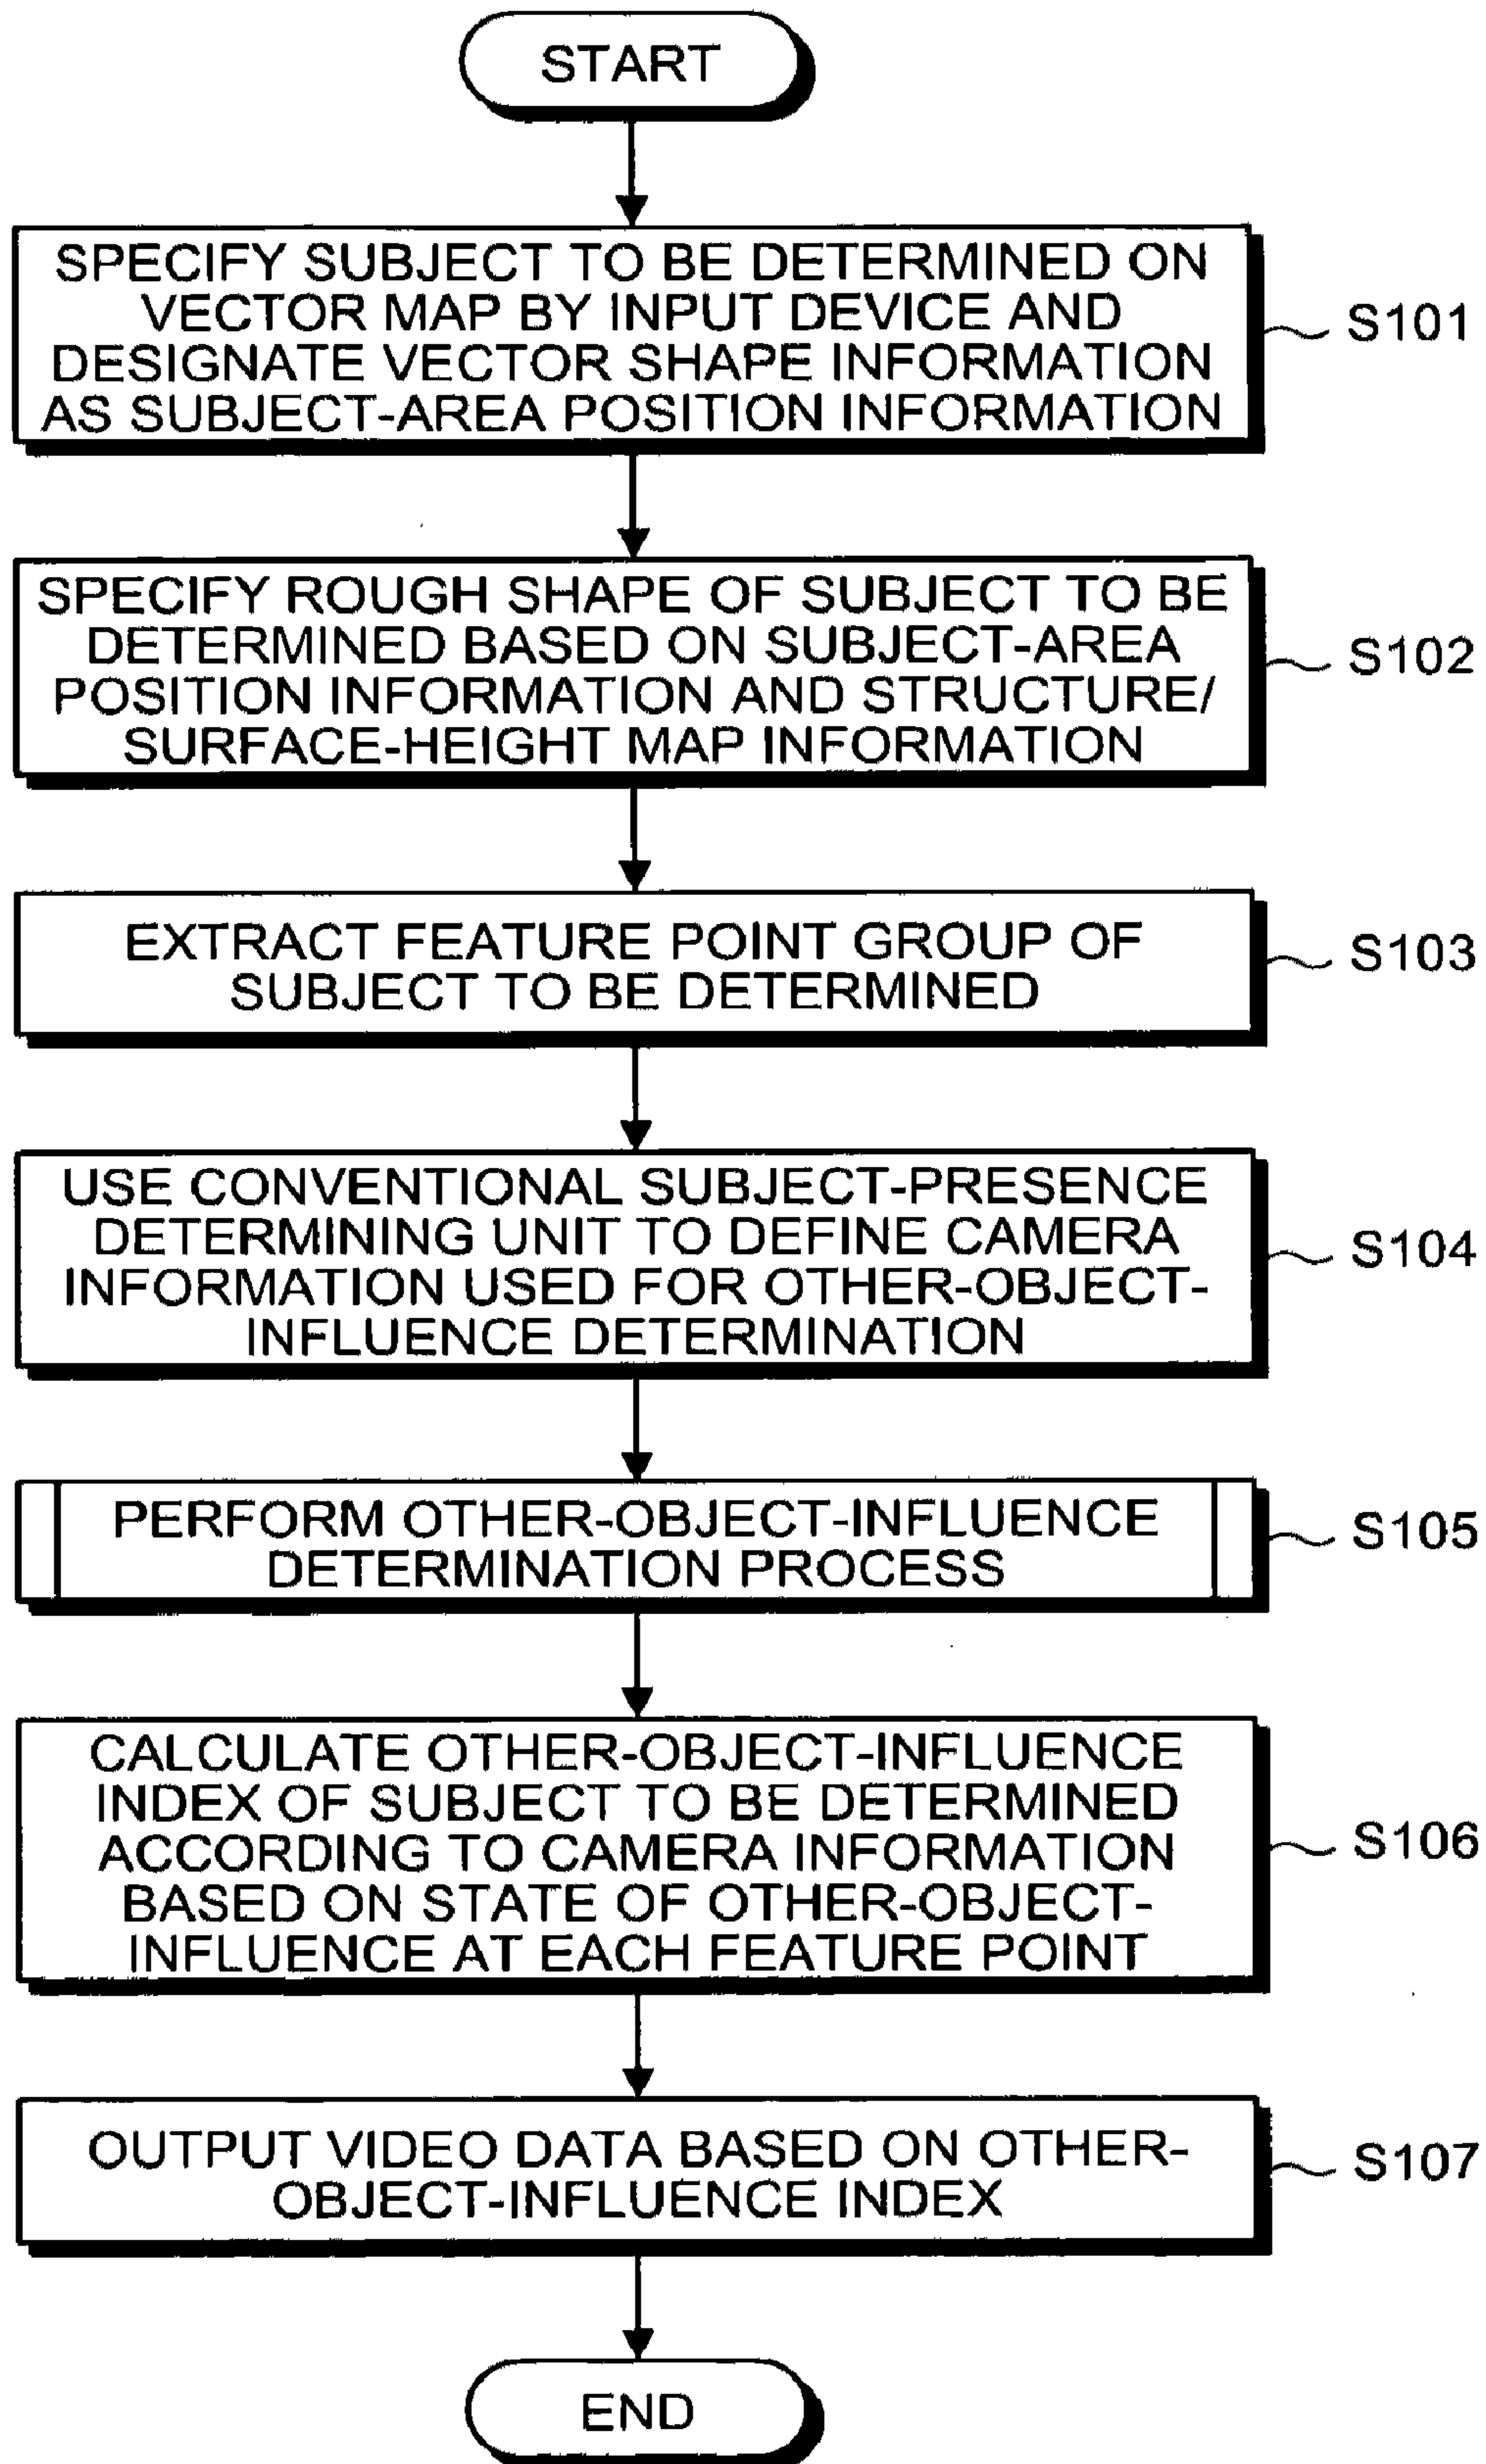 START
SPECIFY SUBJECT TO BE DETERMINED ON
VECTOR MAP BY INPUT DEVICE AND
DESIGNATE VECTOR SHAPE INFORMATION
AS SUBJECT-AREA POSITION INFORMATION
S101
SPECIFY ROUGH SHAPE OF SUBJECT TO BE
DETERMINED BASED ON SUBJECT-AREA
POSITION INFORMATION AND STRUCTURE/
SURFACE-HEIGHT MAP INFORMATION
S102
EXTRACT FEATURE POINT GROUP OF
SUBJECT TO BE DETERMINED
S103
USE CONVENTIONAL SUBJECT-PRESENCE
DETERMINING UNIT TO DEFINE CAMERA
INFORMATION USED FOR OTHER-OBJECT-
INFLUENCE DETERMINATION
S104
PERFORM OTHER-OBJECT-INFLUENCE
DETERMINATION PROCESS
S105
CALCULATE OTHER-OBJECT-INFLUENCE
INDEX OF SUBJECT TO BE DETERMINED
ACCORDING TO CAMERA INFORMATION
BASED ON STATE OF OTHER-OBJECT-
INFLUENCE AT EACH FEATURE POINT
S106
OUTPUT VIDEO DATA BASED ON OTHER-
OBJECT-INFLUENCE INDEX
S107
END